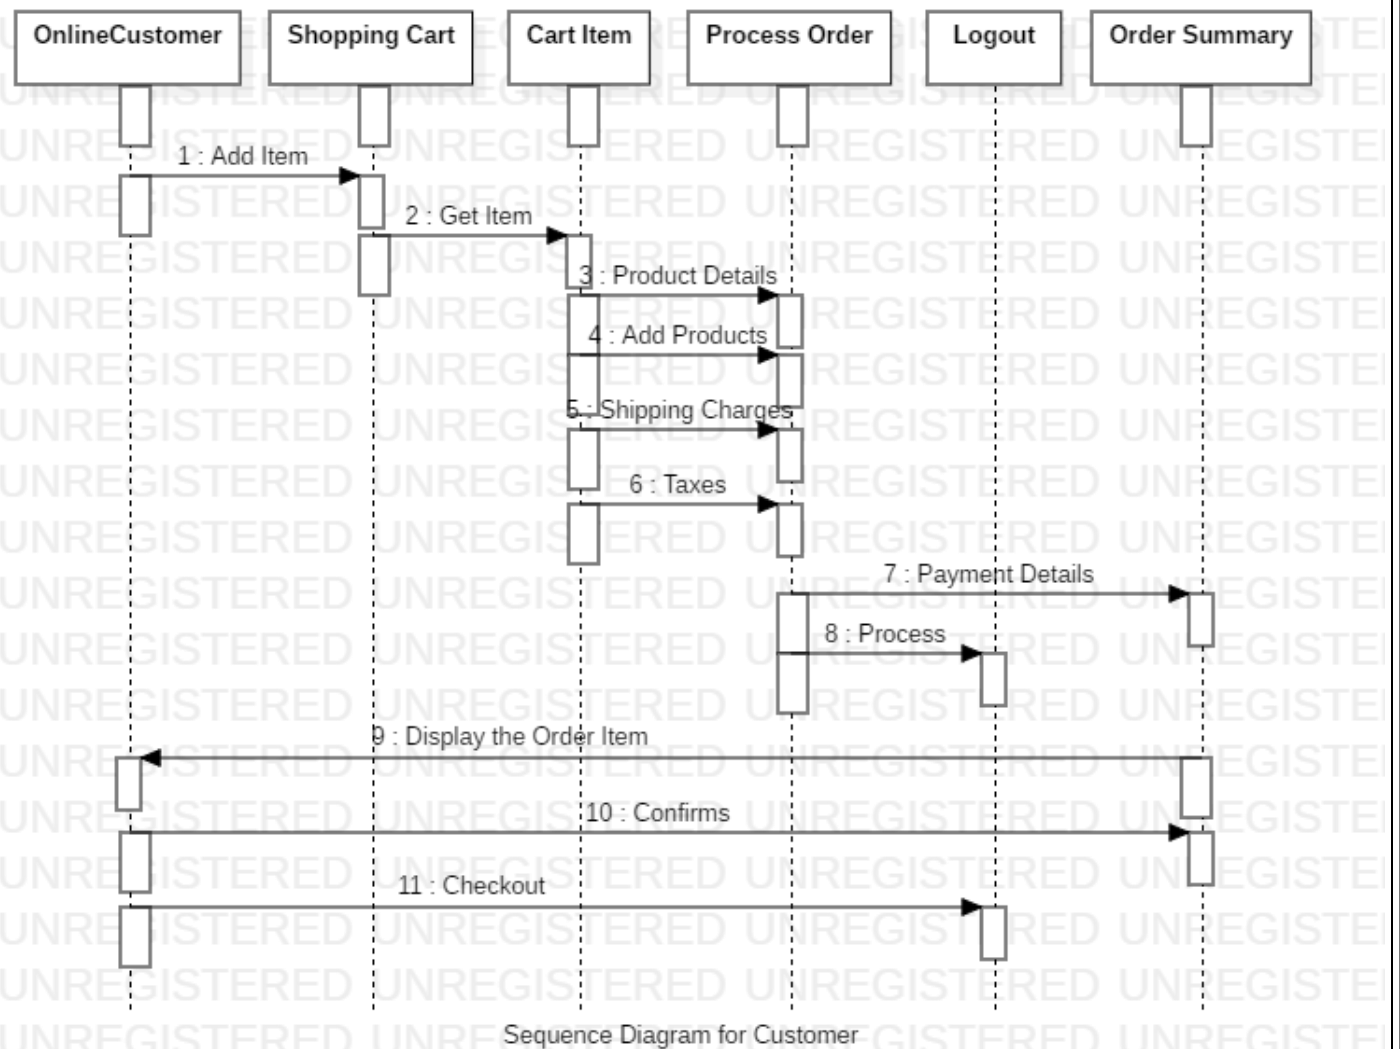 OnlineCustomer Shopping Cart Cart Item Process Order Logout Order Summary
1 : Add Item
2 : Get Item
3 : Product Details
4 : Add Products
5 : Shipping Charges
6 : Taxes
7 : Payment Details
8 : Process
9 : Display the Order Item
10 : Confirms
11 : Checkout
Sequence Diagram for Customer
UNREGISTERED